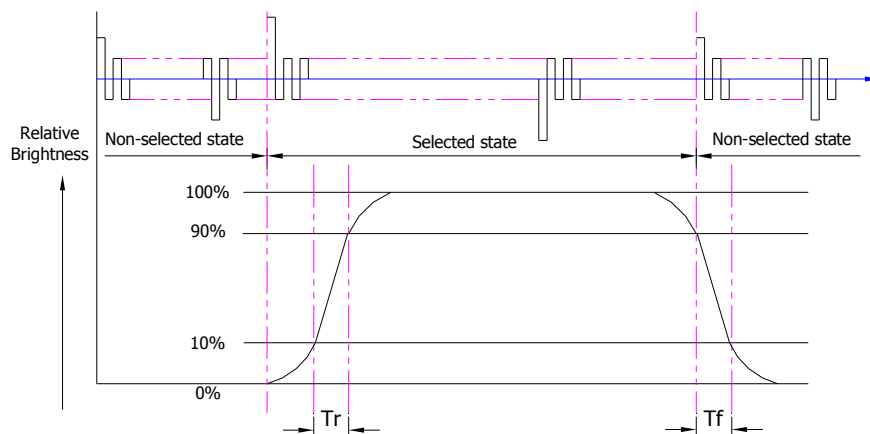 Relative
Brightness
Non-selected state
Selected state
Non-selected state
100%
90%
10%
0%
Tr
Tf